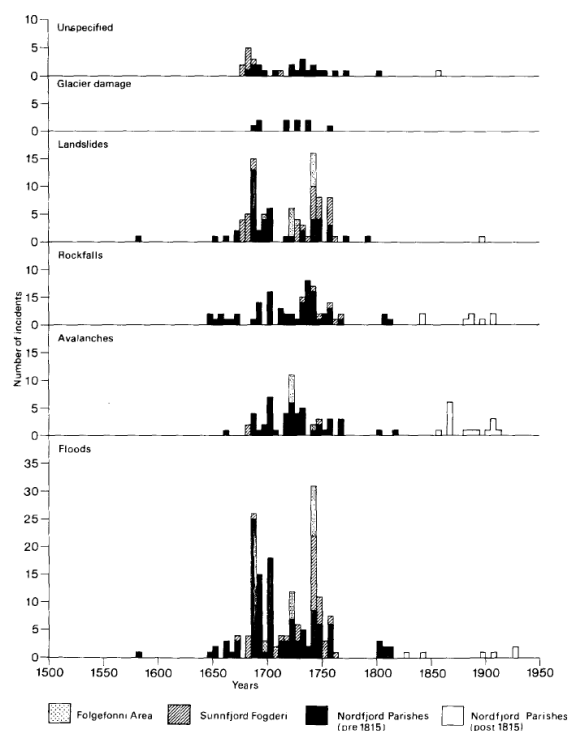 Unspecified
10
5
0
Glacier damage
5
0
Landslides
15
10
5
0
Rockfalls
10
5
0
Avalanches
15
10
5
0
Floods
35
30
25
20
15
10
5
0
Number of incidents
1500 1550 1600 1650 1700 1750 1800 1850 1900 1950
Years
Folgefonni Area
Sunnfjord Fogderi
Nordfjord Parishes
(pre 1815)
Nordfjord Parishes
(post 1815)